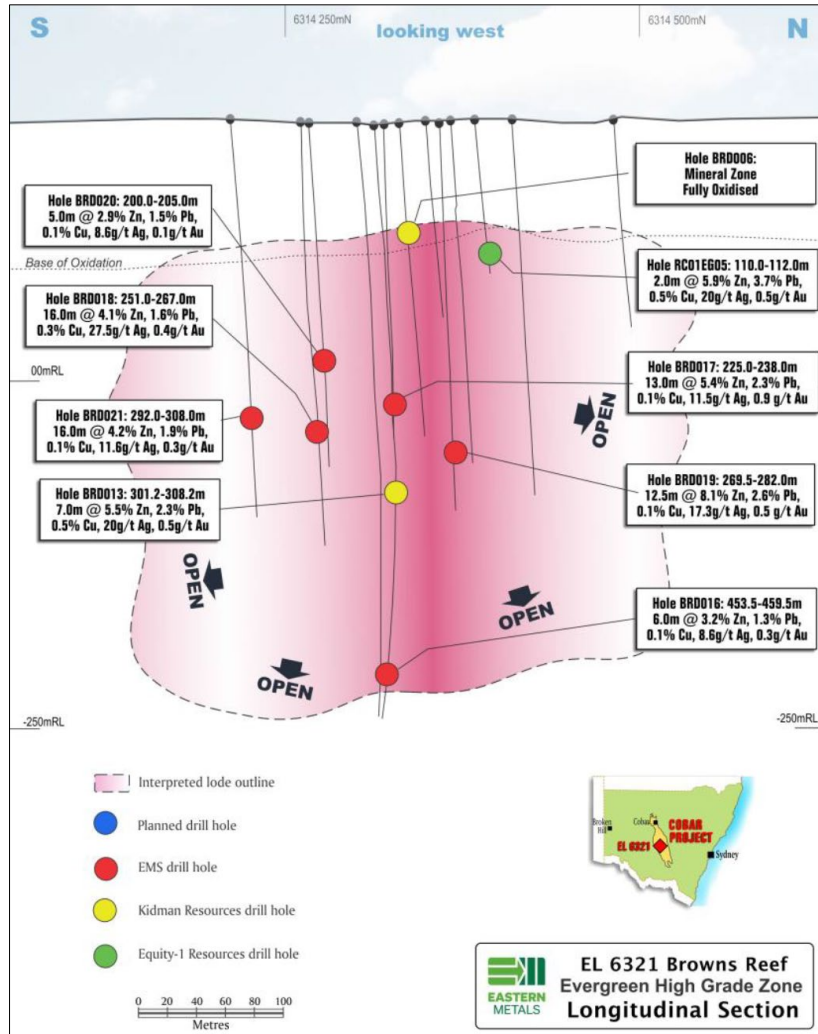 S
6314 250mN
looking west
6314 500mN
N
Hole BRD006:
Mineral Zone
Fully Oxidised
Hole BRD020: 200.0-205.0m
5.0m @ 2.9% Zn, 1.5% Pb,
0.1% Cu, 8.6g/t Ag, 0.1g/t Au
Base of Oxidation
Hole RC01EG05: 110.0-112.0m
2.0m @ 5.9% Zn, 3.7% Pb,
0.5% Cu, 20g/t Ag, 0.5g/t Au
Hole BRD018: 251.0-267.0m
16.0m @ 4.1% Zn, 1.6% Pb,
0.3% Cu, 27.5g/t Ag, 0.4g/t Au
00mRL
Hole BRD017: 225.0-238.0m
13.0m @ 5.4% Zn, 2.3% Pb,
0.1% Cu, 11.5g/t Ag, 0.9 g/t Au
Hole BRD021: 292.0-308.0m
16.0m @ 4.2% Zn, 1.9% Pb,
0.1% Cu, 11.6g/t Ag, 0.3g/t Au
OPEN
Hole BRD013: 301.2-308.2m
7.0m @ 5.5% Zn, 2.3% Pb,
0.5% Cu, 20g/t Ag, 0.5g/t Au
Hole BRD019: 269.5-282.0m
12.5m @ 8.1% Zn, 2.6% Pb,
0.1% Cu, 17.3g/t Ag, 0.5 g/t Au
OPEN
OPEN
Hole BRD016: 453.5-459.5m
6.0m @ 3.2% Zn, 1.3% Pb,
0.1% Cu, 8.6g/t Ag, 0.3g/t Au
OPEN
-250mRL
-250mRL
Interpreted lode outline
Planned drill hole
EMS drill hole
Kidman Resources drill hole
Equity-1 Resources drill hole
0 20 40 60 80 100
Metres
Broken
Hill
Cobar
COBAR
PROJECT
EL 6321
Sydney
EASTERN
METALS
EL 6321 Browns Reef
Evergreen High Grade Zone
Longitudinal Section